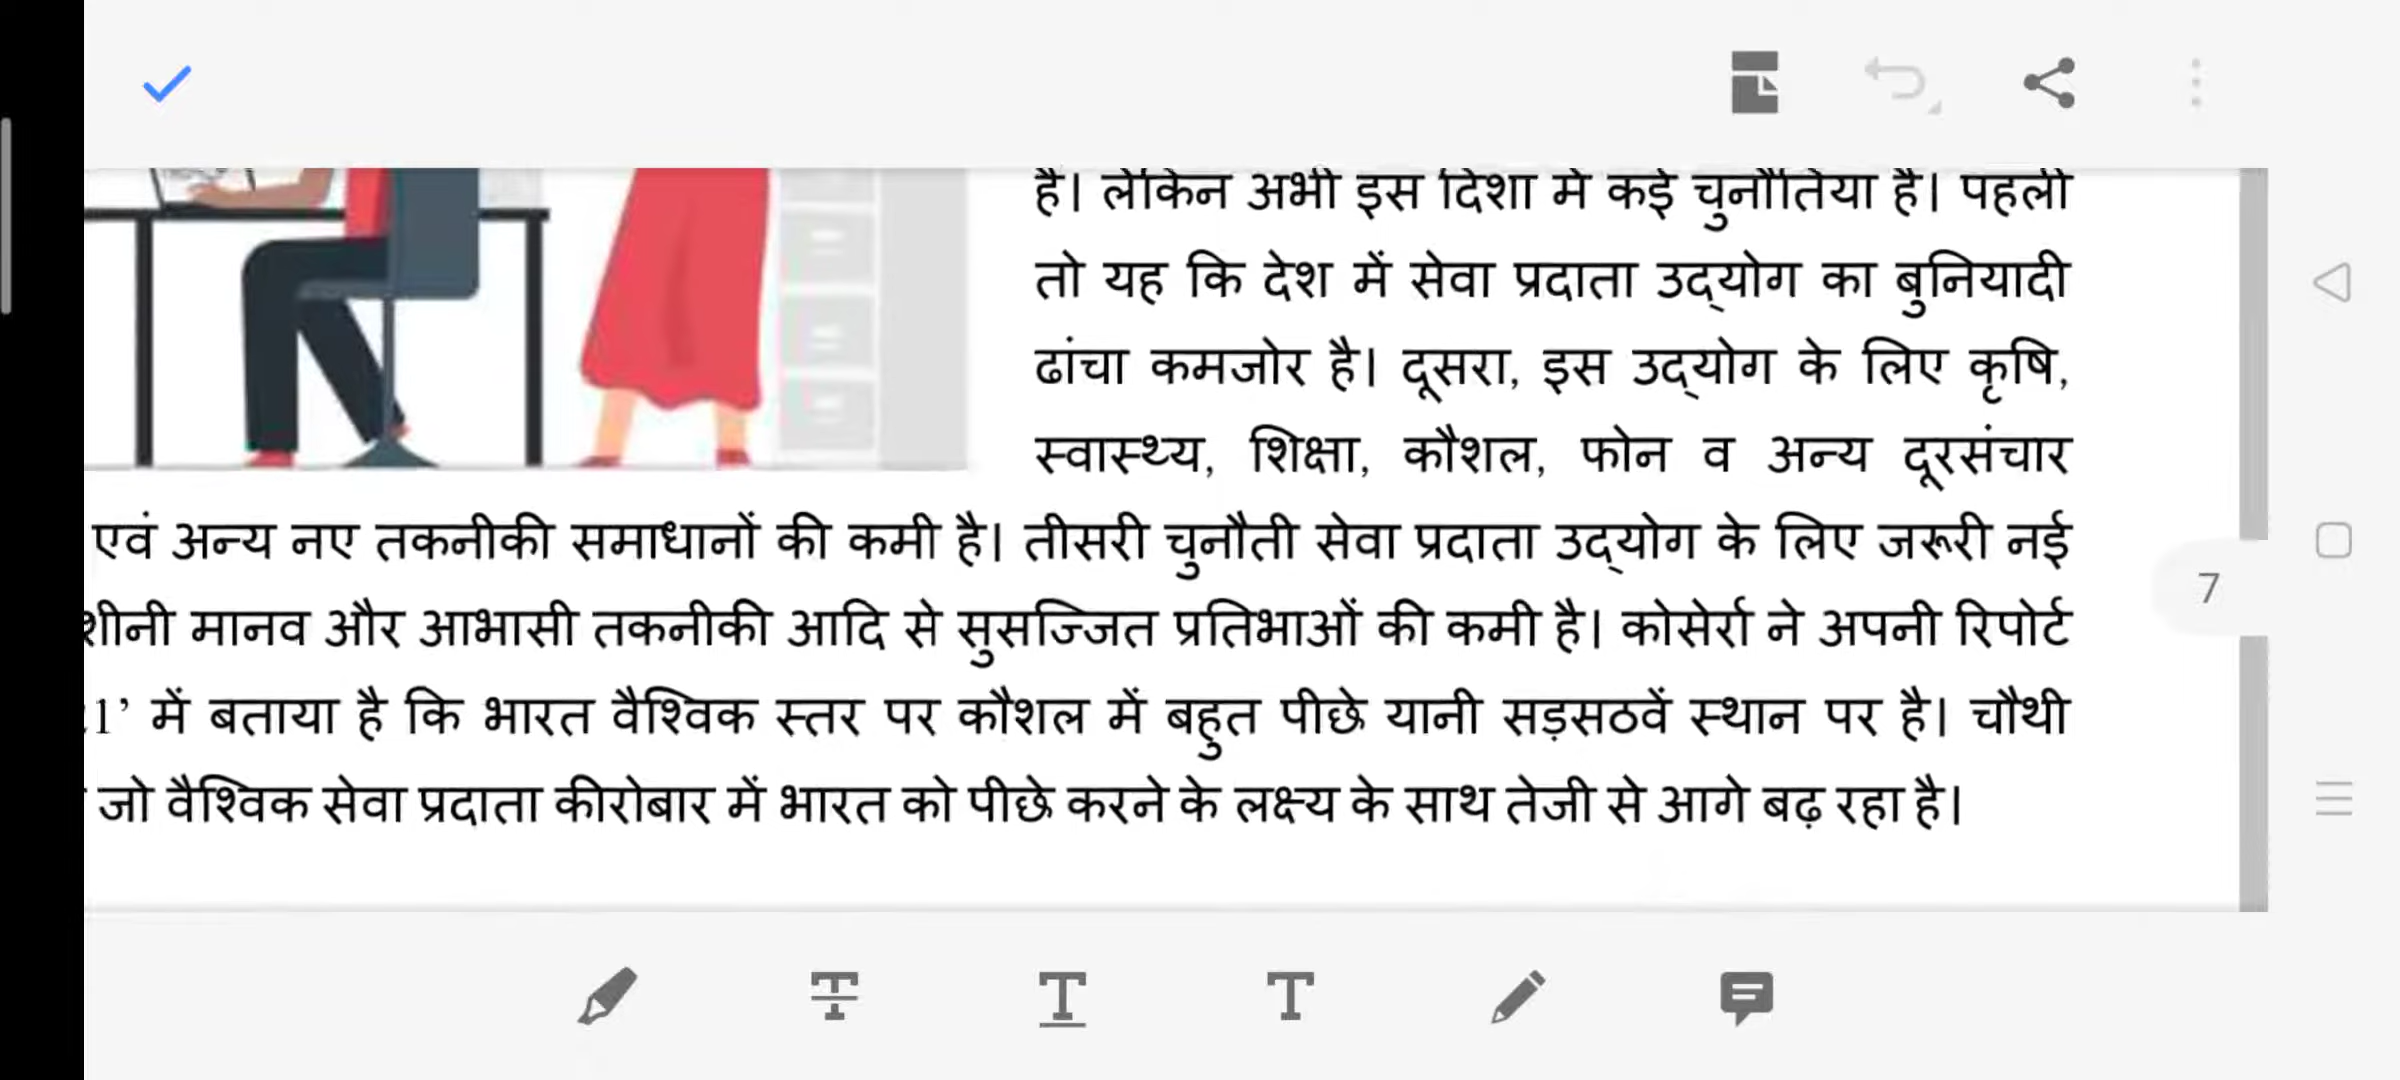 है। लेकिन अभी इस दिशा में कई चुनौतियां हैं। पहली
तो यह कि देश में सेवा प्रदाता उद्‌योग का बुनियादी
ढांचा कमजोर है। दूसरा, इस उद्‌योग के लिए कृषि,
स्वास्थ्य, शिक्षा, कौशल, फोन व अन्य दूरसंचार
एवं अन्य नए तकनीकी समाधानों की कमी है। तीसरी चुनौती सेवा प्रदाता उद्‌योग के लिए जरूरी नई
शीनी मानव और आभासी तकनीकी आदि से सुसज्जित प्रतिभाओं की कमी है। कोसेर्रा ने अपनी रिपोर्ट
1’ में बताया है कि भारत वैश्विक स्तर पर कौशल में बहुत पीछे यानी सड़सठवें स्थान पर है। चौथी
जो वैश्विक सेवा प्रदाता कीरोबार में भारत को पीछे करने के लक्ष्य के साथ तेजी से आगे बढ़ रहा है।
7